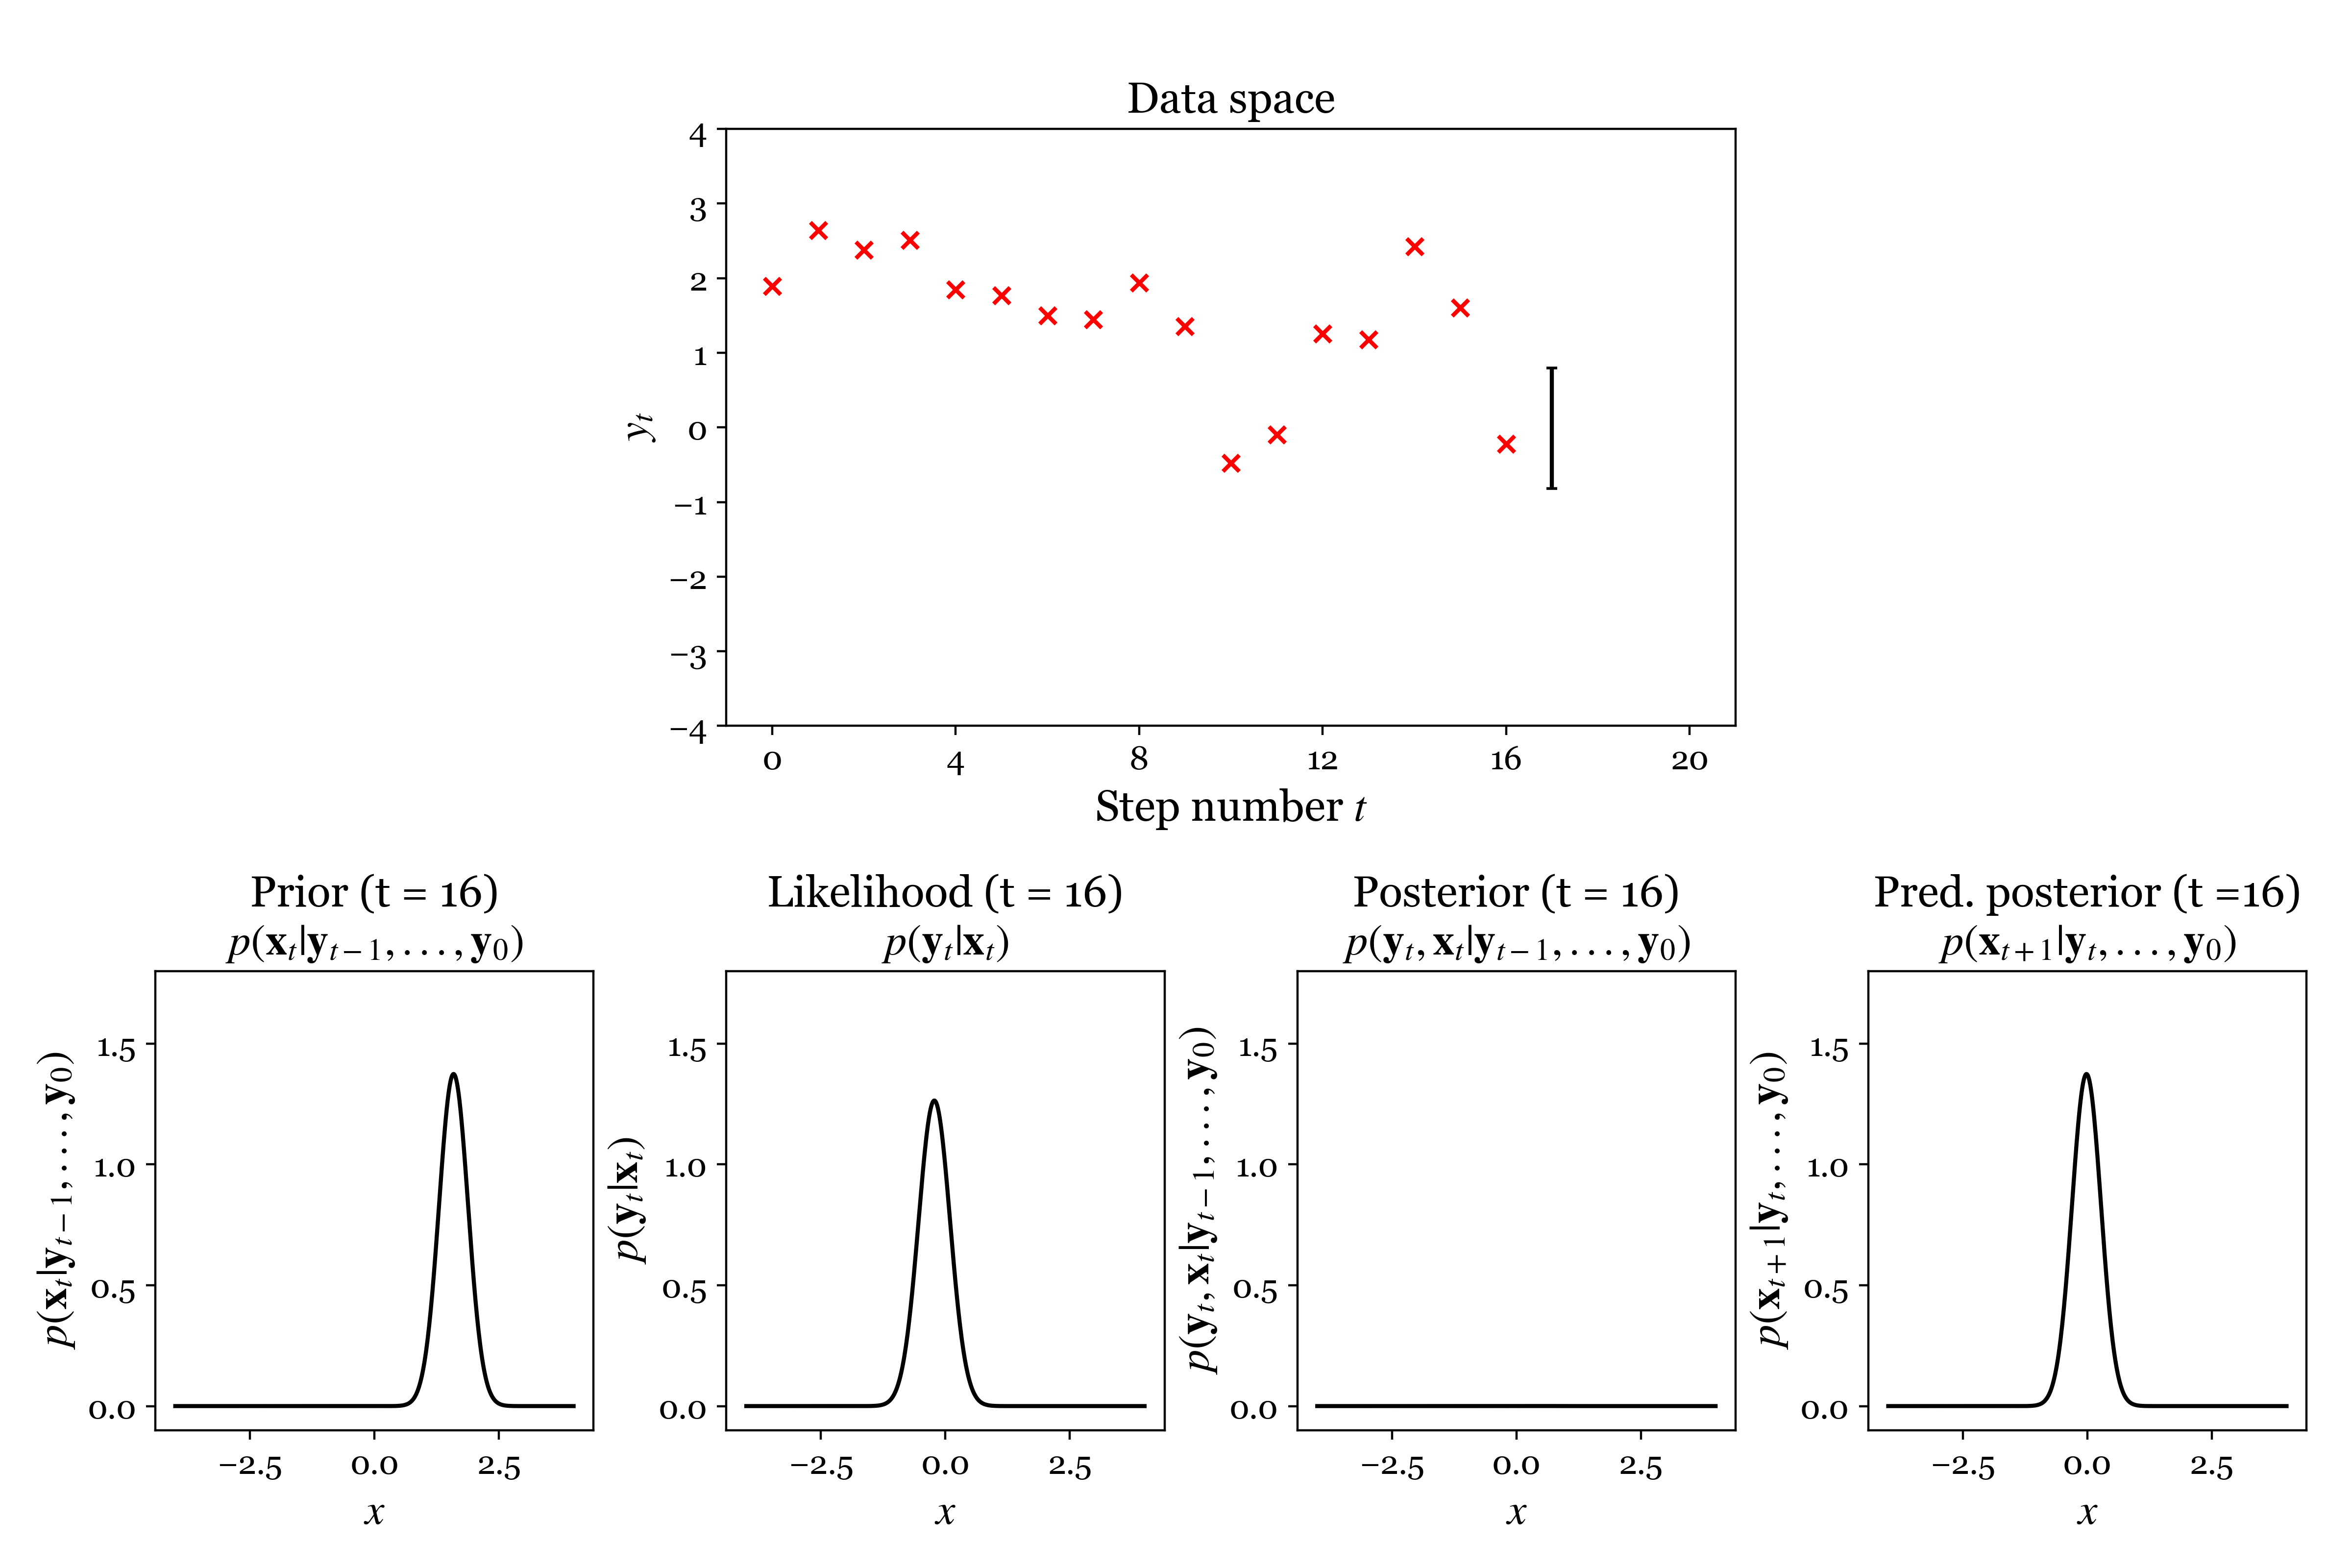 Data space
4
3
2
1
0
−1
−2
−3
−4
y_t
0 4 8 12 16 20
Step number t
Prior (t = 16)
p(x_t|y_{t−1}, . . . , y_0)
p(x_t|y_{t−1}, . . . , y_0)
1.5
1.0
0.5
0.0
−2.5 0.0 2.5
x
Likelihood (t = 16)
p(y_t|x_t)
p(y_t|x_t)
1.5
1.0
0.5
0.0
−2.5 0.0 2.5
x
Posterior (t = 16)
p(y_t, x_t|y_{t−1}, . . . , y_0)
p(y_t, x_t|y_{t−1}, . . . , y_0)
1.5
1.0
0.5
0.0
−2.5 0.0 2.5
x
Pred. posterior (t =16)
p(x_{t+1}|y_t, . . . , y_0)
p(x_{t+1}|y_t, . . . , y_0)
1.5
1.0
0.5
0.0
−2.5 0.0 2.5
x